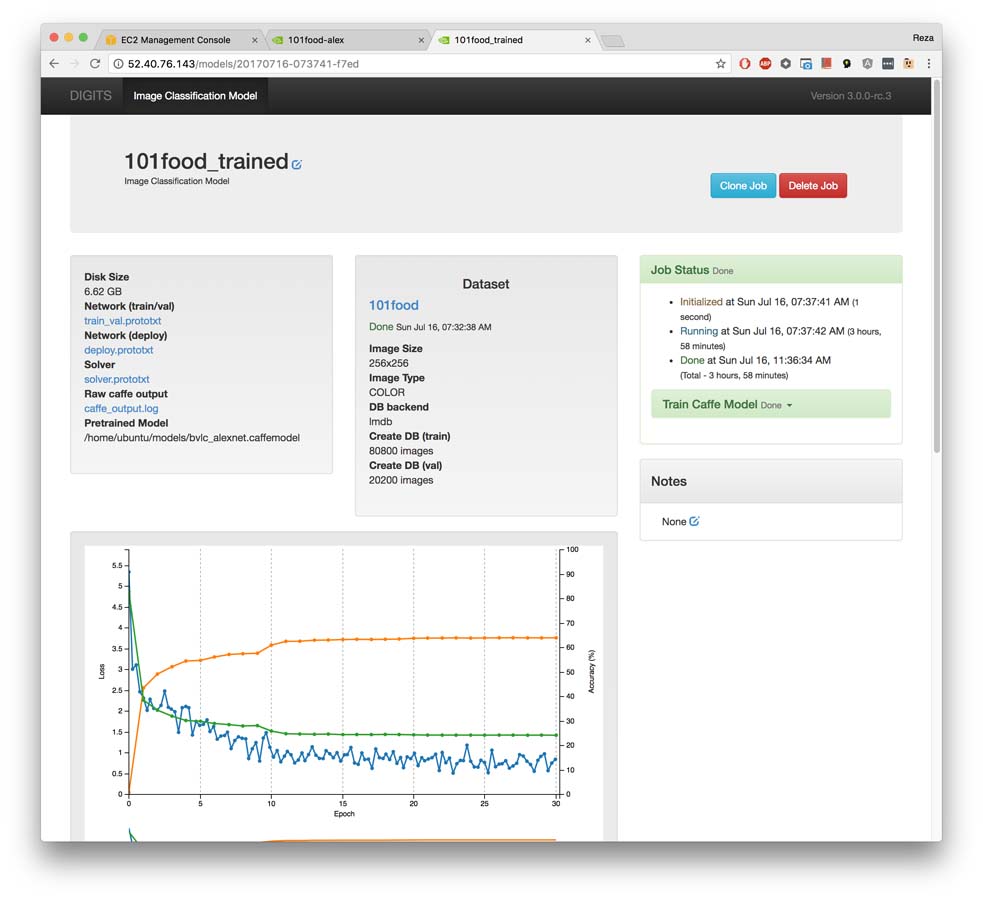 EC2 Management Console
101food-alex
101food_trained
Reza
52.40.76.143/models/20170716-073741-f7ed
ABP
DIGITS
Image Classification Model
Version 3.0.0-rc.3
101food_trained
Image Classification Model
Clone Job
Delete Job
Disk Size
6.62 GB
Network (train/val)
train_val.prototxt
Network (deploy)
deploy.prototxt
Solver
solver.prototxt
Raw caffe output
caffe_output.log
Pretrained Model
/home/ubuntu/models/bvlc_alexnet.caffemodel
Dataset
101food
Done Sun Jul 16, 07:32:38 AM
Image Size
256x256
Image Type
COLOR
DB backend
lmdb
Create DB (train)
80800 images
Create DB (val)
20200 images
Job Status Done
Initialized at Sun Jul 16, 07:37:41 AM (1
second)
Running at Sun Jul 16, 07:37:42 AM (3 hours,
58 minutes)
Done at Sun Jul 16, 11:36:34 AM
(Total - 3 hours, 58 minutes)
Train Caffe Model Done
Notes
None
5.5
5
4.5
4
3.5
3
2.5
2
1.5
1
0.5
0
Loss
100
90
80
70
60
50
40
30
20
10
0
Accuracy (%)
0 5 10 15 20 25 30
Epoch